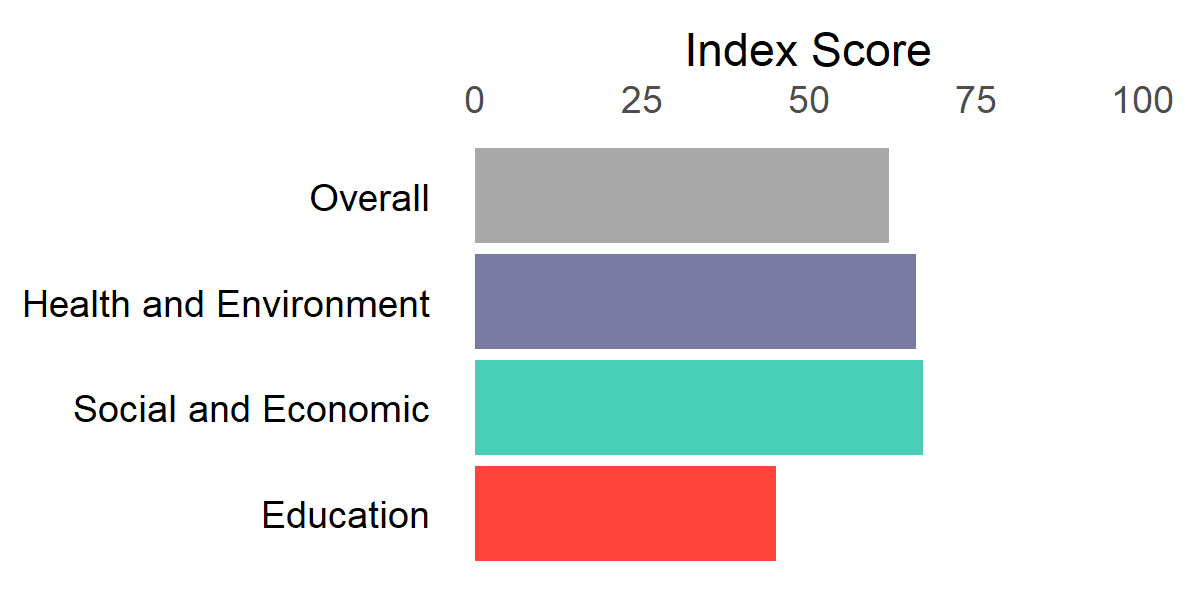 Index Score
0 25 50 75 100
Overall
Health and Environment
Social and Economic
Education